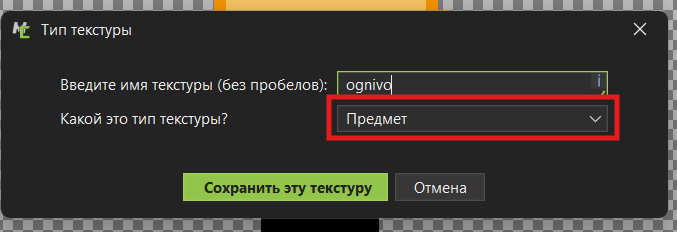 Тип текстуры
Введите имя текстуры (без пробелов): ognivo
Какой это тип текстуры? Предмет
Сохранить эту текстуру Отмена